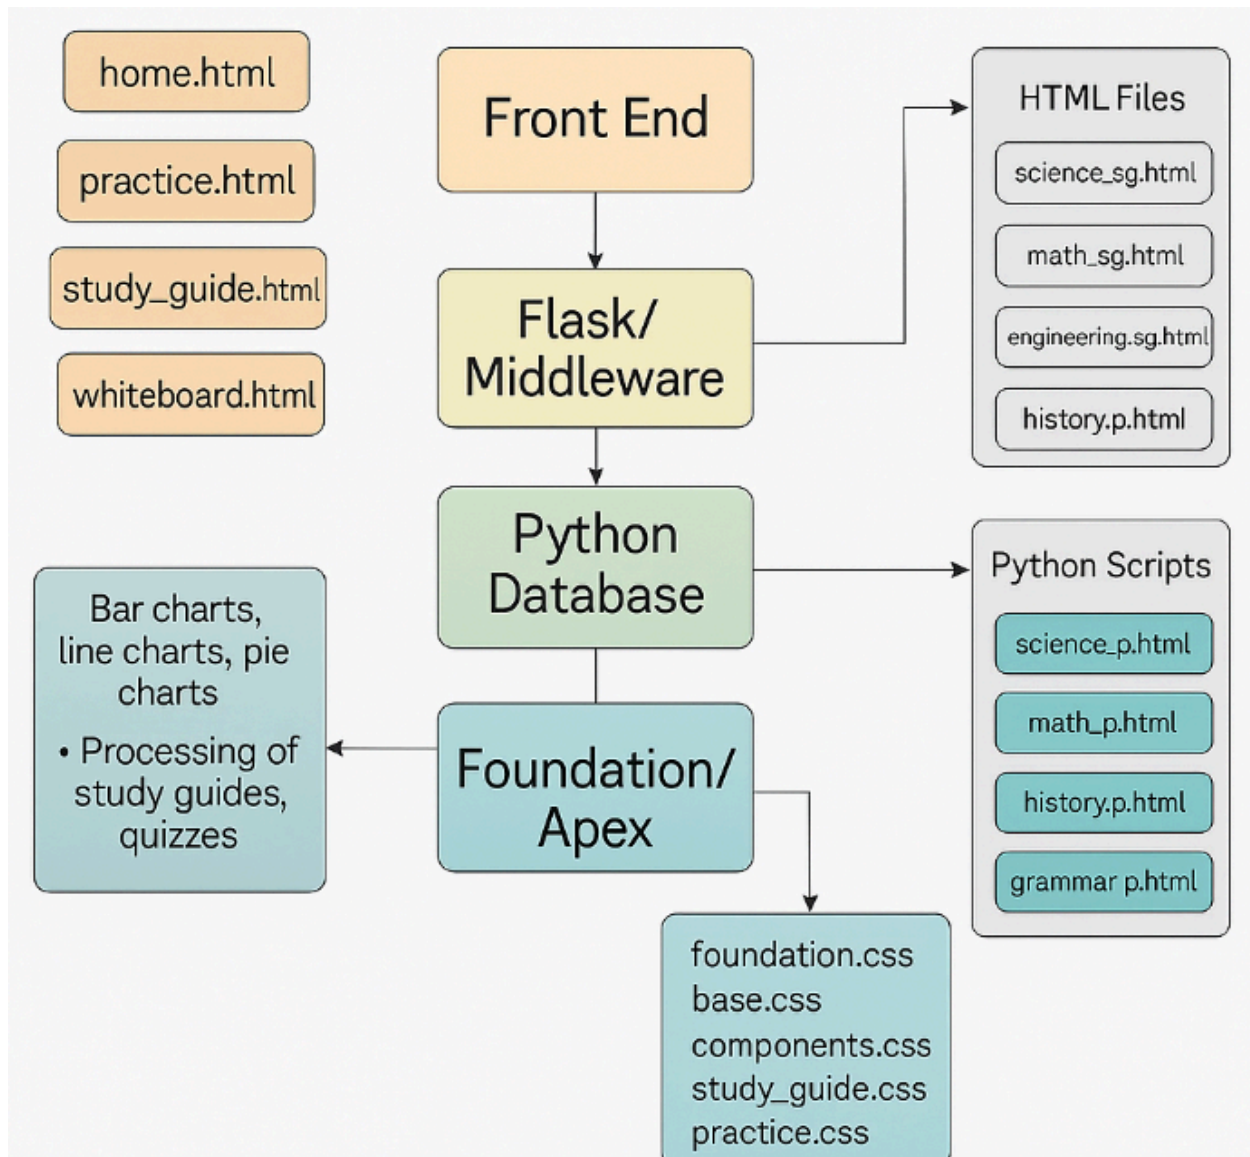 home.html
practice.html
study_guide.html
whiteboard.html
Front End
Flask/
Middleware
Python
Database
Foundation/
Apex
HTML Files
science_sg.html
math_sg.html
engineering.sg.html
history.p.html
Python Scripts
science_p.html
math_p.html
history.p.html
grammar p.html
Bar charts,
line charts, pie
charts
• Processing of
study guides,
quizzes
foundation.css
base.css
components.css
study_guide.css
practice.css